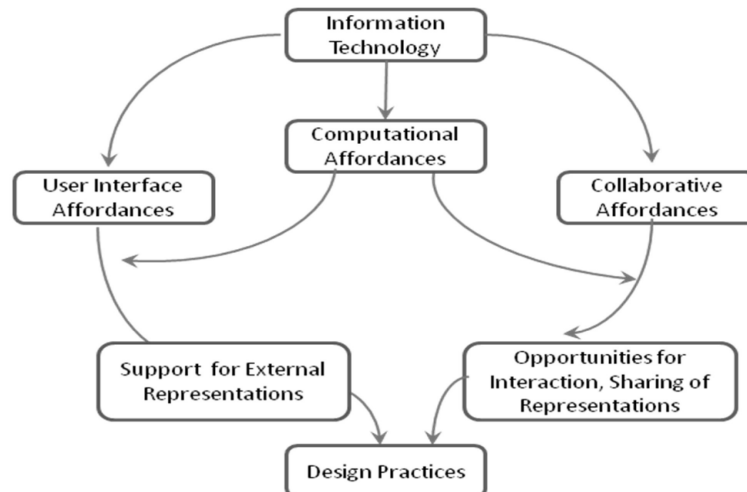 Information
Technology
Computational
Affordances
User Interface
Affordances
Collaborative
Affordances
Support for External
Representations
Opportunities for
Interaction, Sharing of
Representations
Design Practices